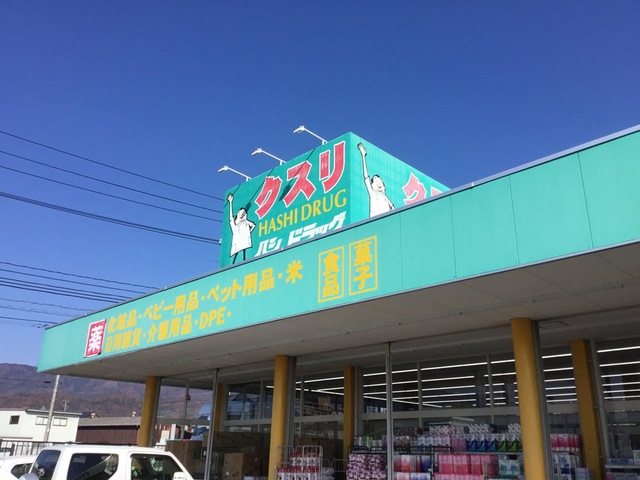 クスリ
HASHI DRUG
ハシドラッグ
クス
薬
化粧品・ベビー用品・ペット用品・米
日用雑貨・介護用品・DPE・
食品
菓子